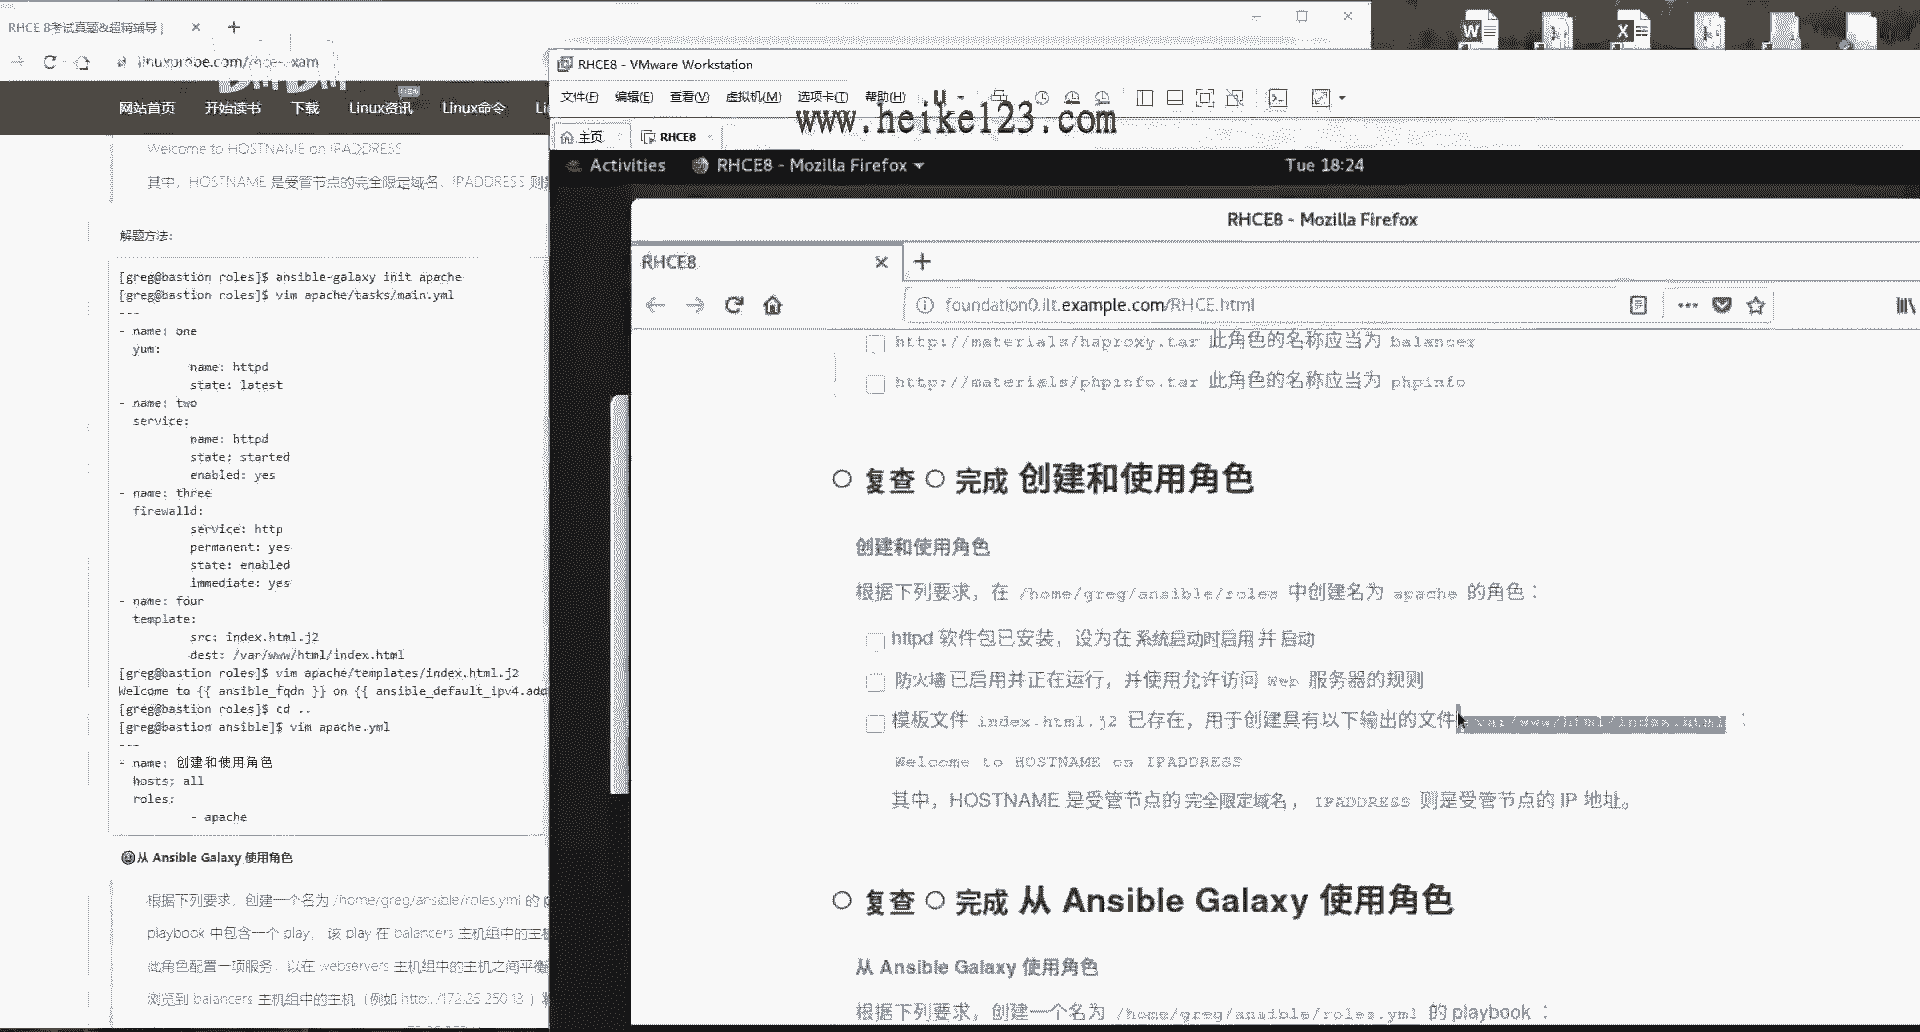 RHCE 8考试真题&超精辅导 |
网站首页 开始读书 下载 Linux资讯 Linux命令
Welcome to HOSTNAME on IPADDRESS
其中，HOSTNAME 是受管节点的完全限定域名，IPADDRESS 则
解题方法:
[greg@bastion roles]$ ansible-galaxy init apache
[greg@bastion roles]$ vim apache/tasks/main.yml
---
- name: one
yum:
name: httpd
state: latest
- name: two
service:
name: httpd
state: started
enabled: yes
- name: three
firewalld:
service: http
permanent: yes
state: enabled
immediate: yes
- name: four
template:
src: index.html.j2
dest: /var/www/html/index.html
[greg@bastion roles]$ vim apache/templates/index.html.j2
Welcome to {{ ansible_fqdn }} on {{ ansible_default_ipv4.add
[greg@bastion roles]$ cd ..
[greg@bastion ansible]$ vim apache.yml
---
- name: 创建和使用角色
hosts: all
roles:
- apache
从 Ansible Galaxy 使用角色
根据下列要求，创建一个名为 /home/greg/ansible/roles.yml 的
playbook 中包含一个 play， 该 play 在 balancers 主机组中的主
此角色配置一项服务，以在 webservers 主机组中的主机之间平衡
浏览到 balancers 主机组中的主机（例如 http://172.25.250.13 ）
RHCE8 - VMware Workstation
文件(F) 编辑(E) 查看(V) 虚拟机(M) 选项卡(T) 帮助(H)
www.heike123.com
主页 RHCE8
Activities RHCE8 - Mozilla Firefox Tue 18:24
RHCE8 - Mozilla Firefox
RHCE8
foundation0.ilt.example.com/RHCE.html
http://materials/haproxy.tar 此角色的名称应当为 balancer
http://materials/phpinfo.tar 此角色的名称应当为 phpinfo
复查 完成 创建和使用角色
创建和使用角色
根据下列要求，在 /home/greg/ansible/roles 中创建名为 apache 的角色：
httpd 软件包已安装，设为在 系统启动时启用 并 启动
防火墙 已启用并正在运行，并使用允许访问 Web 服务器的规则
模板文件 index.html.j2 已存在，用于创建具有以下输出的文件 /var/www/html/index.html ：
Welcome to HOSTNAME on IPADDRESS
其中，HOSTNAME 是受管节点的 完全限定域名 ， IPADDRESS 则是受管节点的 IP 地址。
复查 完成 从 Ansible Galaxy 使用角色
从 Ansible Galaxy 使用角色
根据下列要求，创建一个名为 /home/greg/ansible/roles.yml 的 playbook ：